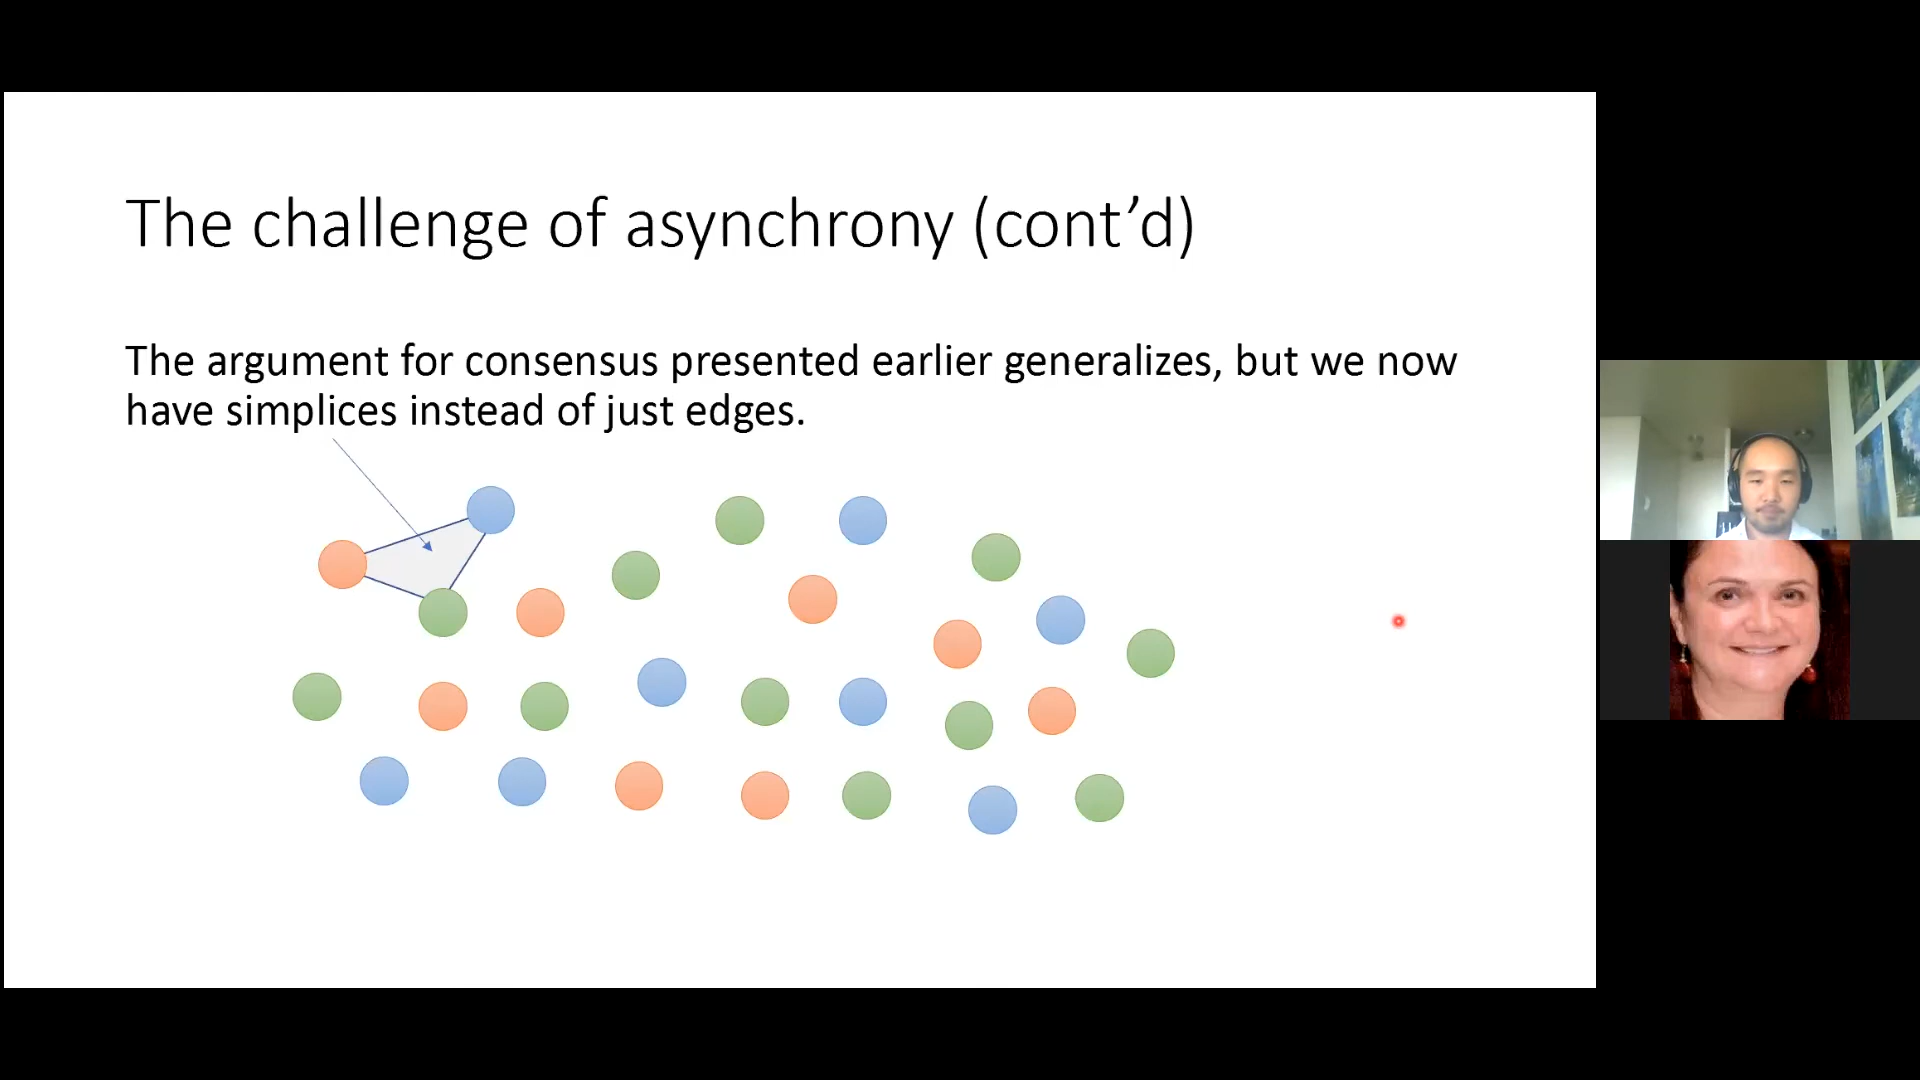 The challenge of asynchrony (cont’d)
The argument for consensus presented earlier generalizes, but we now
have simplices instead of just edges.